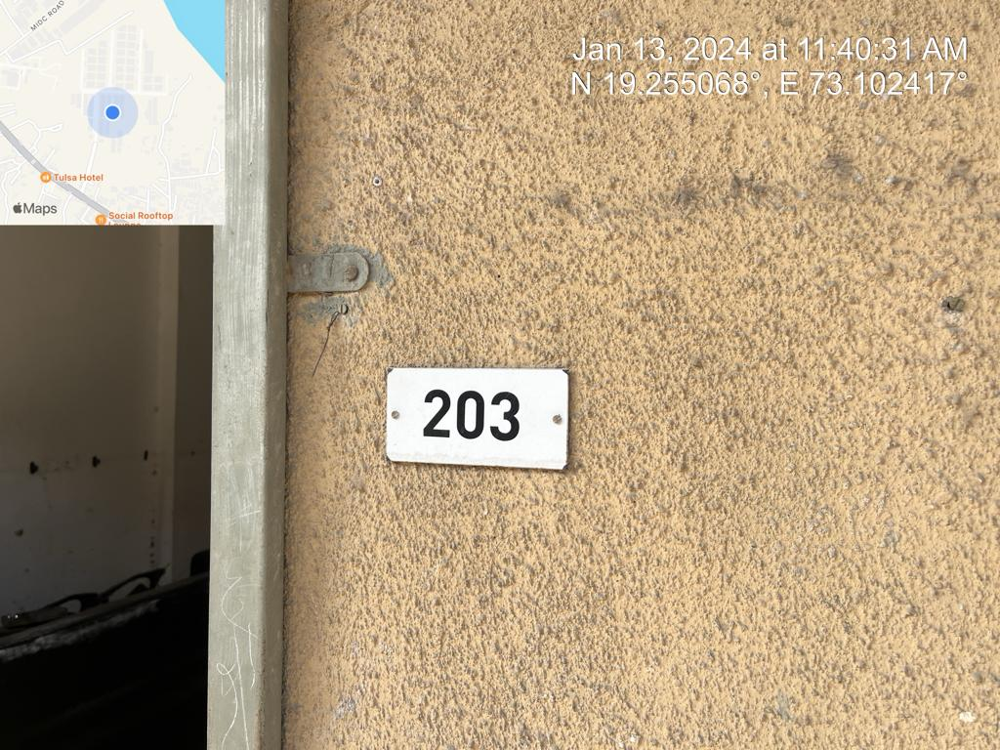 MIDC ROAD
Tulsa Hotel
Maps
Social Rooftop
Lounge
Jan 13, 2024 at 11:40:31 AM
N 19.255068°, E 73.102417°
203